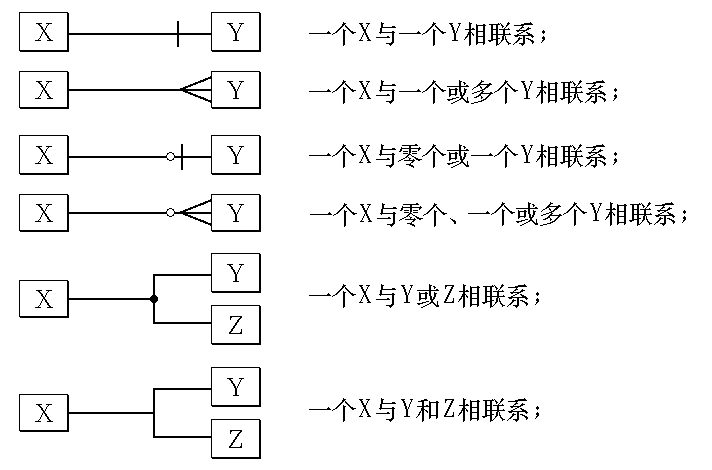 X Y 一个X与一个Y相联系;
X Y 一个X与一个或多个Y相联系;
X Y 一个X与零个或一个Y相联系;
X Y 一个X与零个、一个或多个Y相联系;
Y
X 一个X与Y或Z相联系;
Z
Y
X 一个X与Y和Z相联系;
Z